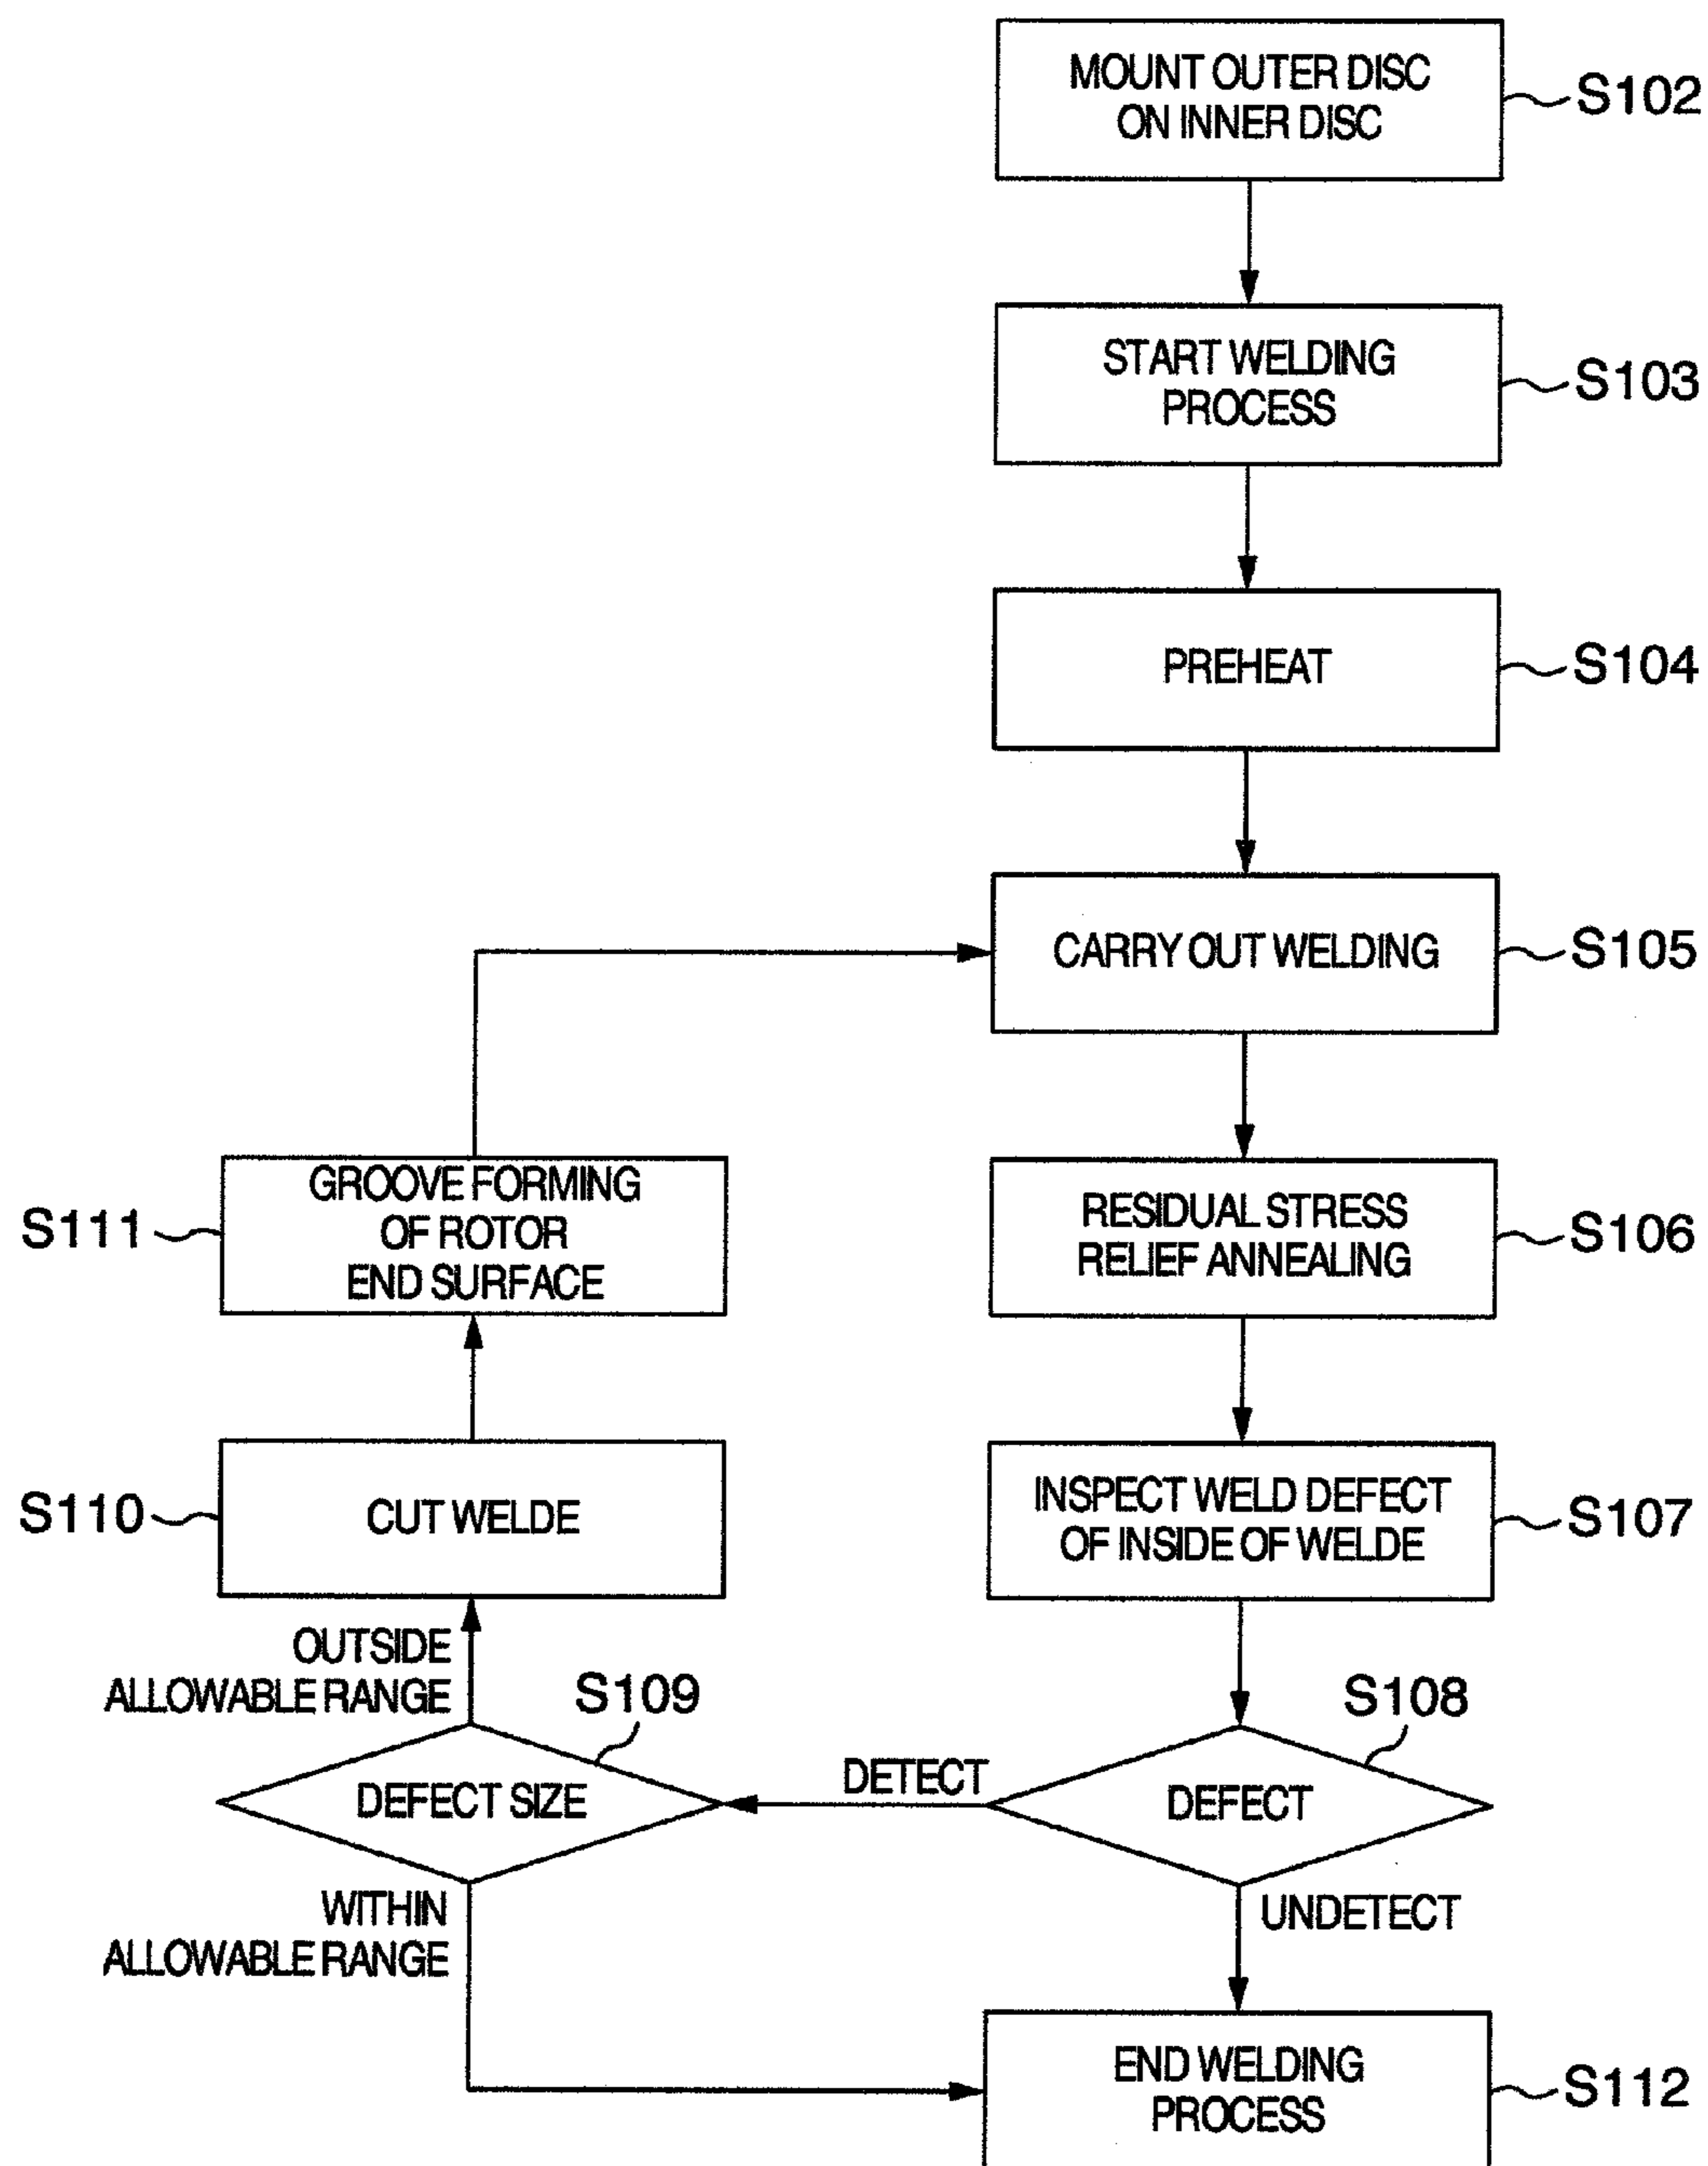 MOUNT OUTER DISC
ON INNER DISC
S102
START WELDING
PROCESS
S103
PREHEAT
S104
CARRY OUT WELDING
S105
GROOVE FORMING
OF ROTOR
END SURFACE
S111
RESIDUAL STRESS
RELIEF ANNEALING
S106
CUT WELDE
S110
INSPECT WELD DEFECT
OF INSIDE OF WELDE
S107
OUTSIDE
ALLOWABLE RANGE
S109
S108
DEFECT SIZE
DETECT
DEFECT
WITHIN
ALLOWABLE RANGE
UNDETECT
END WELDING
PROCESS
S112